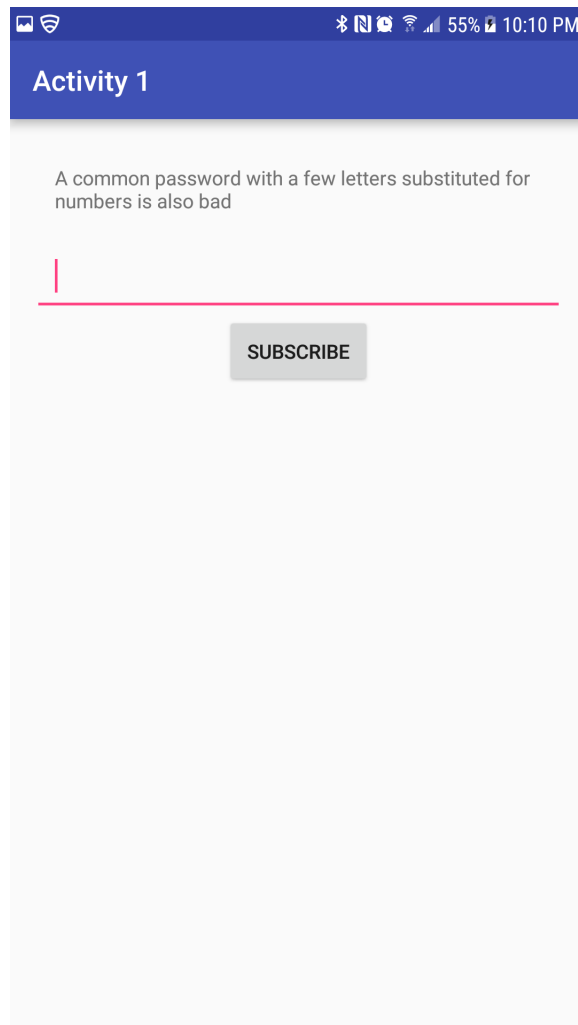 55% 10:10 PM
Activity 1
A common password with a few letters substituted for
numbers is also bad
SUBSCRIBE